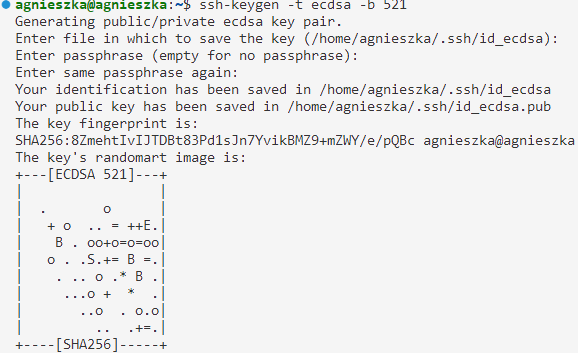 agnieszka@agnieszka:~$ ssh-keygen -t ecdsa -b 521
Generating public/private ecdsa key pair.
Enter file in which to save the key (/home/agnieszka/.ssh/id_ecdsa):
Enter passphrase (empty for no passphrase):
Enter same passphrase again:
Your identification has been saved in /home/agnieszka/.ssh/id_ecdsa
Your public key has been saved in /home/agnieszka/.ssh/id_ecdsa.pub
The key fingerprint is:
SHA256:8ZmehtIvIJTDBt83Pd1sJn7YvikBMZ9+mZWY/e/pQBc agnieszka@agnieszka
The key's randomart image is:
+---[ECDSA 521]---+
|                 |
|  .       o      |
|   + o  .. = ++E.|
|    B . oo+o=o=oo|
|   o . .S.+= B =.|
|    . .. o .* B .|
|     ...o +  *  .|
|       ..o  . o.o|
|         ..  .+=.|
+----[SHA256]-----+